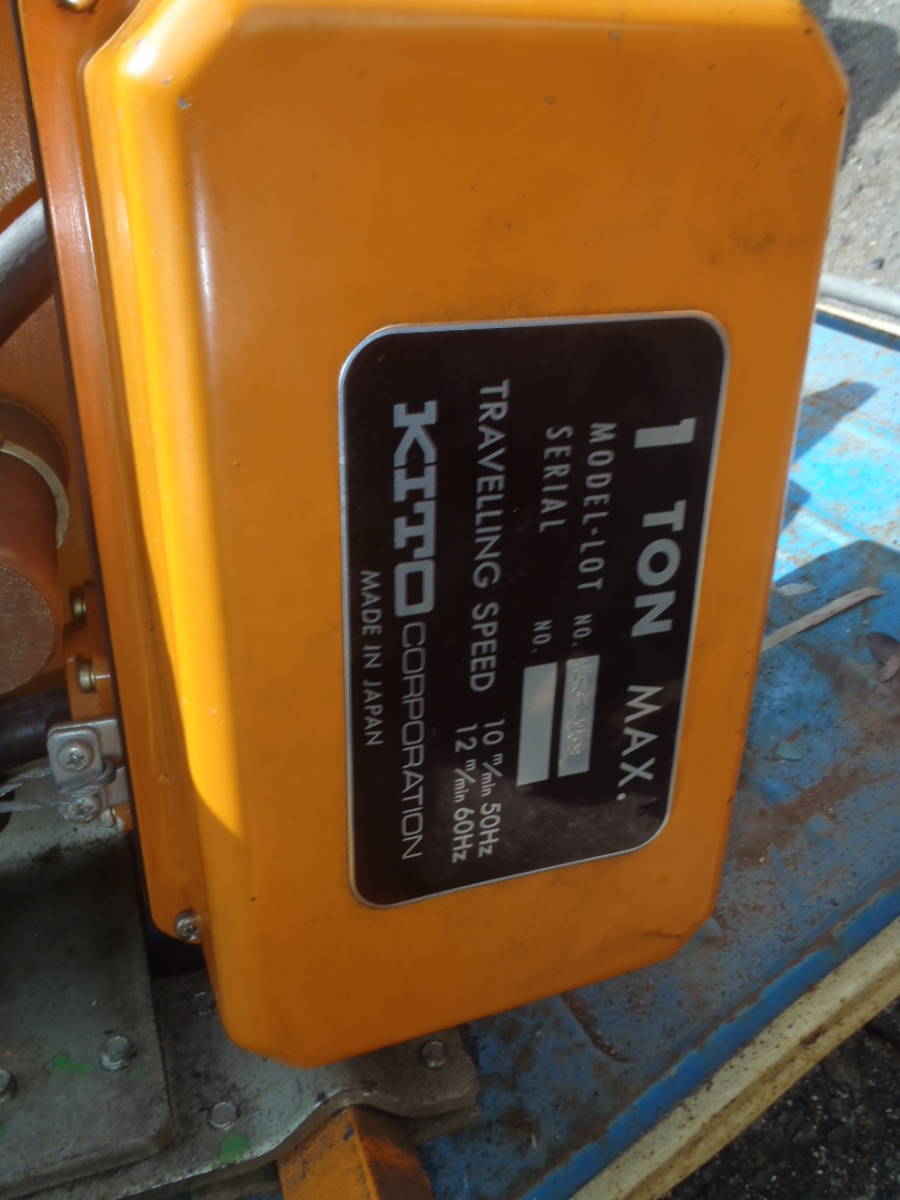 1 TON MAX.
MODEL-LOT NO.
SERIAL NO.
TRAVELLING SPEED 10 m/min 50Hz
12 m/min 60Hz
KITO CORPORATION
MADE IN JAPAN